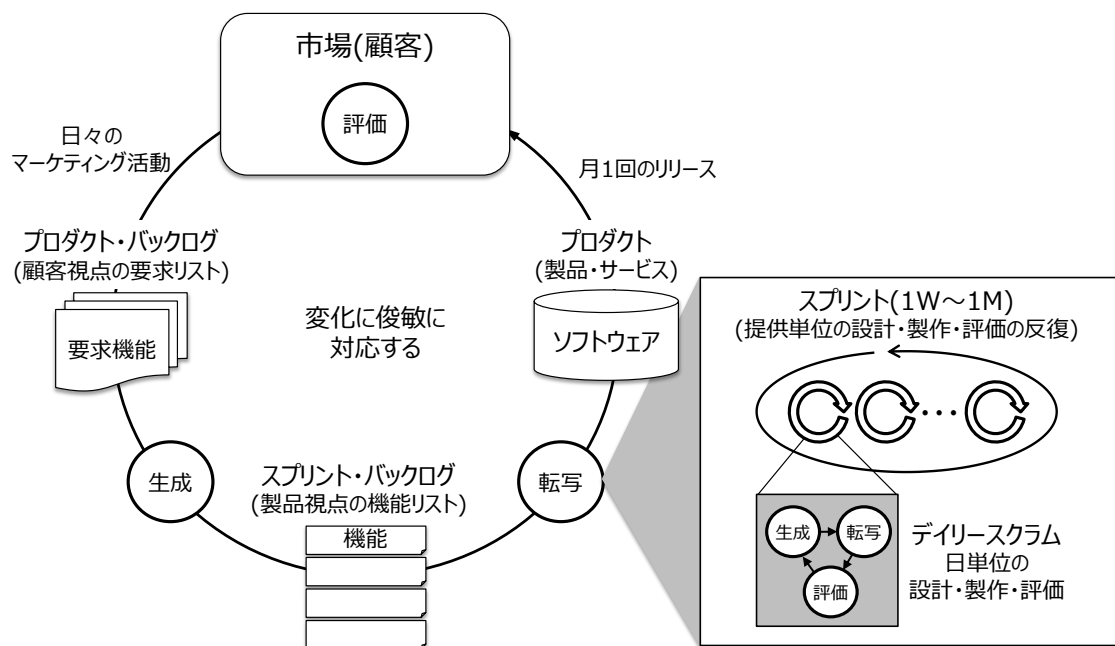 市場(顧客)
評価
日々の
マーケティング活動
月1回のリリース
プロダクト・バックログ
(顧客視点の要求リスト)
要求機能
変化に俊敏に
対応する
プロダクト
(製品・サービス)
ソフトウェア
生成
スプリント・バックログ
(製品視点の機能リスト)
機能
転写
スプリント(1W～1M)
(提供単位の設計・製作・評価の反復)
・・・
生成
転写
評価
デイリースクラム
日単位の
設計・製作・評価